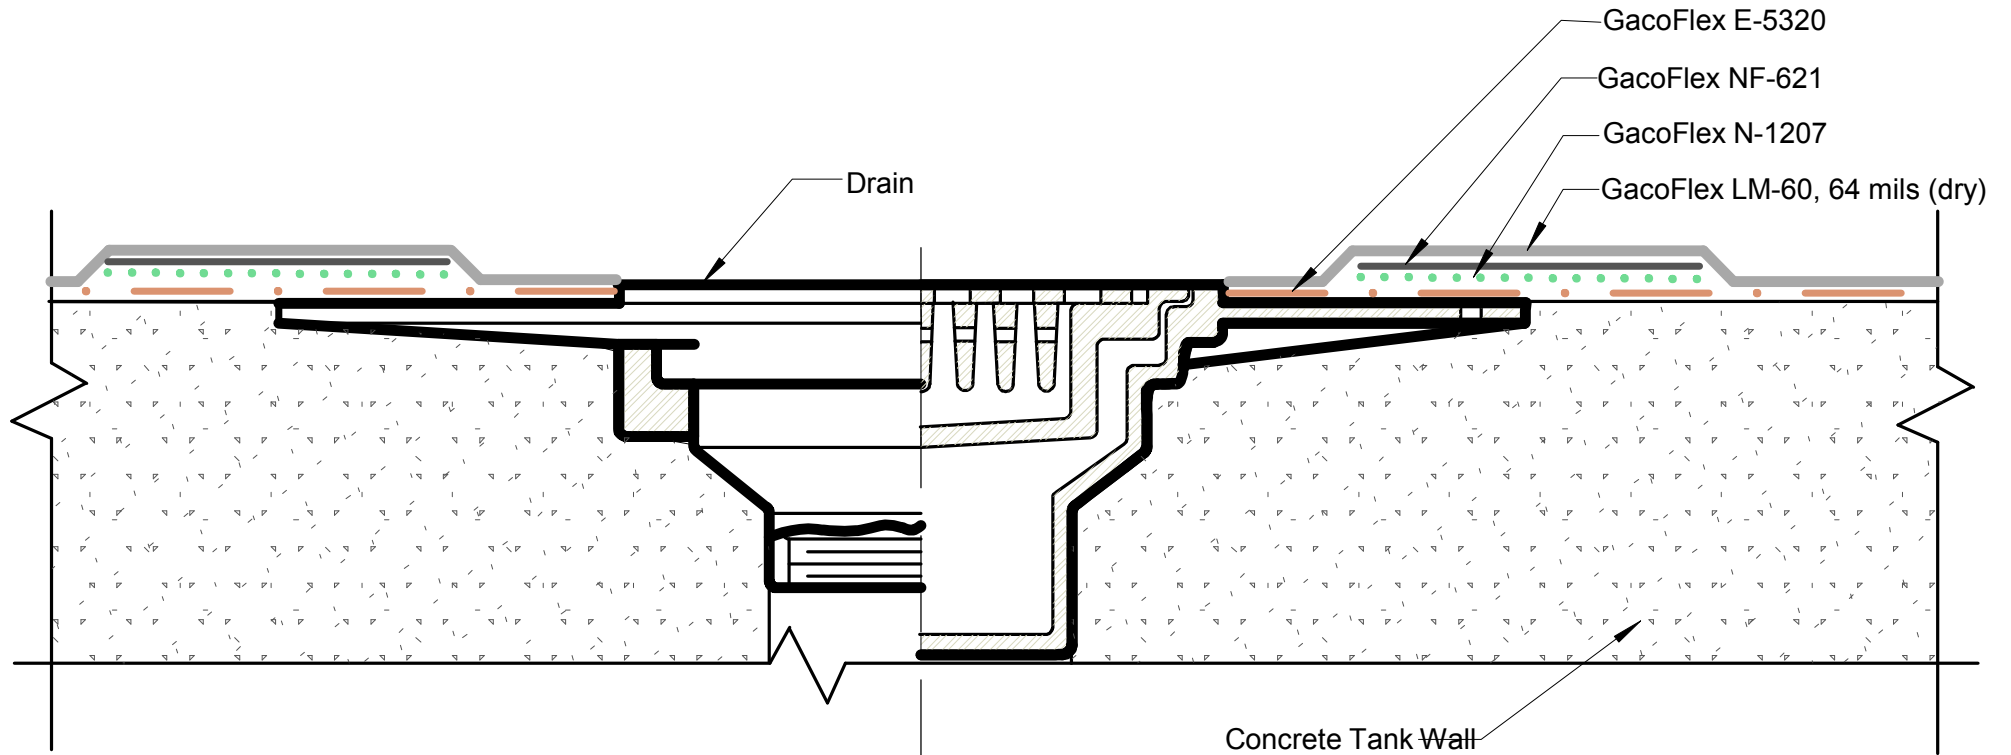 GacoFlex E-5320
GacoFlex NF-621
GacoFlex N-1207
GacoFlex LM-60, 64 mils (dry)
Drain
Concrete Tank Wall